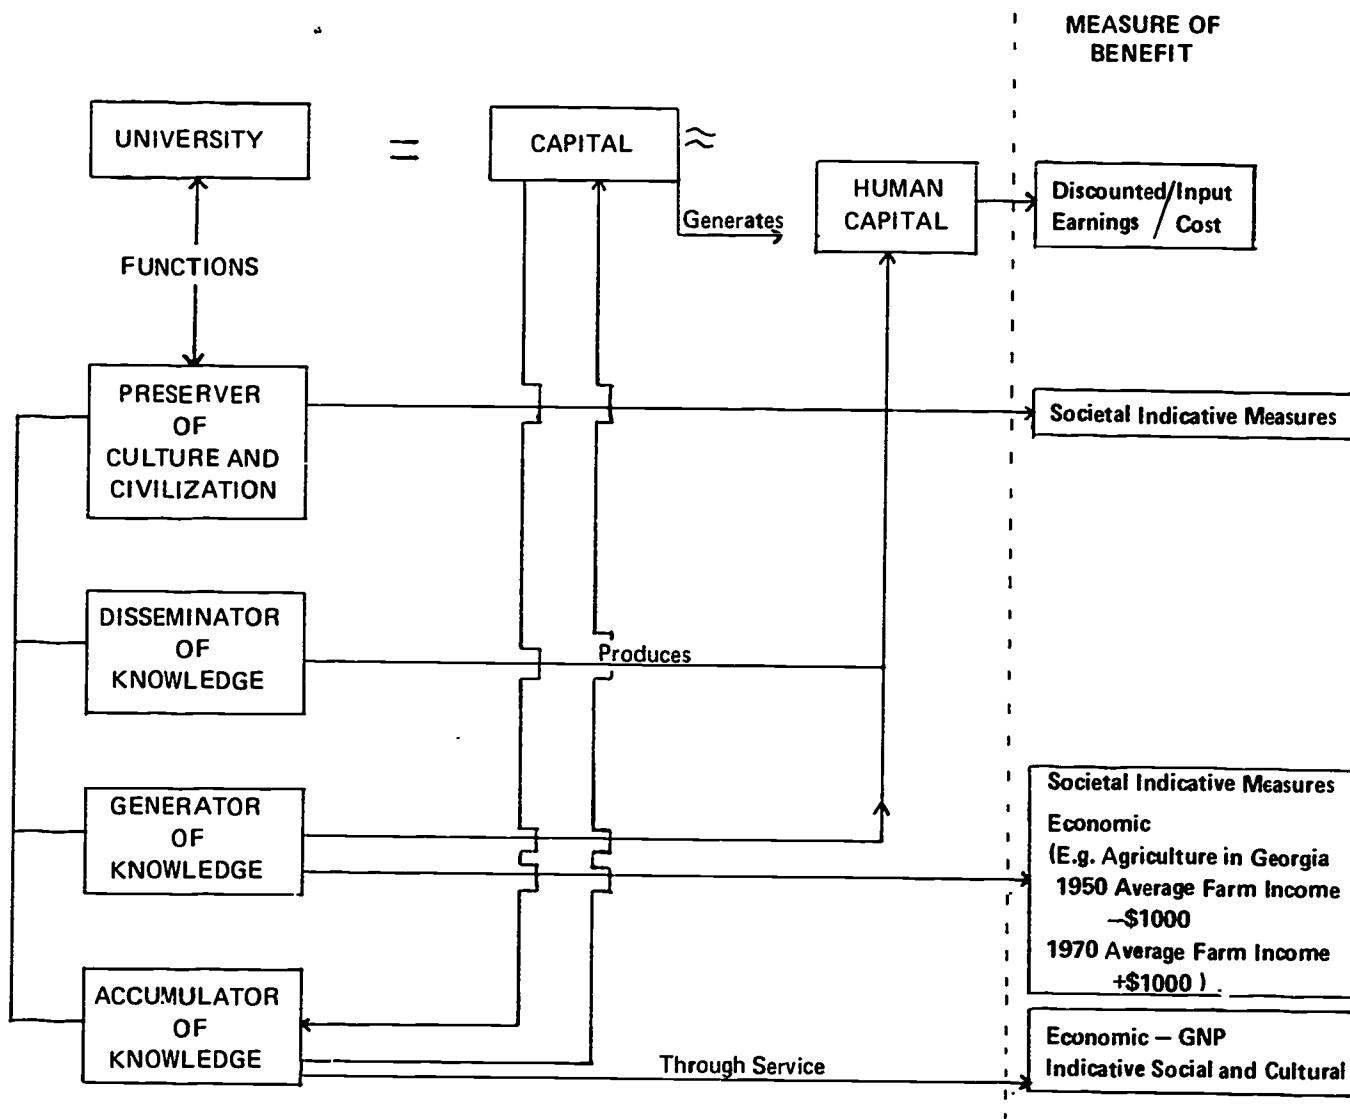 MEASURE OF
BENEFIT
UNIVERSITY
=
CAPITAL
≈
Generates
HUMAN
CAPITAL
Discounted/Input
Earnings / Cost
FUNCTIONS
PRESERVER
OF
CULTURE AND
CIVILIZATION
Societal Indicative Measures
DISSEMINATOR
OF
KNOWLEDGE
Produces
GENERATOR
OF
KNOWLEDGE
Societal Indicative Measures
Economic
(E.g. Agriculture in Georgia
1950 Average Farm Income
—$1000
1970 Average Farm Income
+$1000 ) .
ACCUMULATOR
OF
KNOWLEDGE
Through Service
Economic — GNP
Indicative Social and Cultural